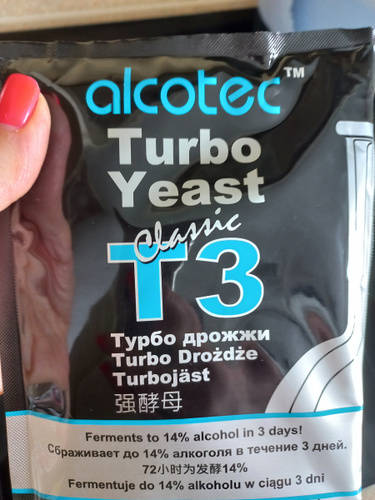 alcotec™
Turbo
Yeast
Classic
T3
Турбо дрожжи
Turbo Drożdże
Turbojäst
强酵母
Ferments to 14% alcohol in 3 days!
Сбраживает до 14% алкоголя в течение 3 дней.
72小时为发酵14%
Fermentuje do 14% alkoholu w ciągu 3 dni